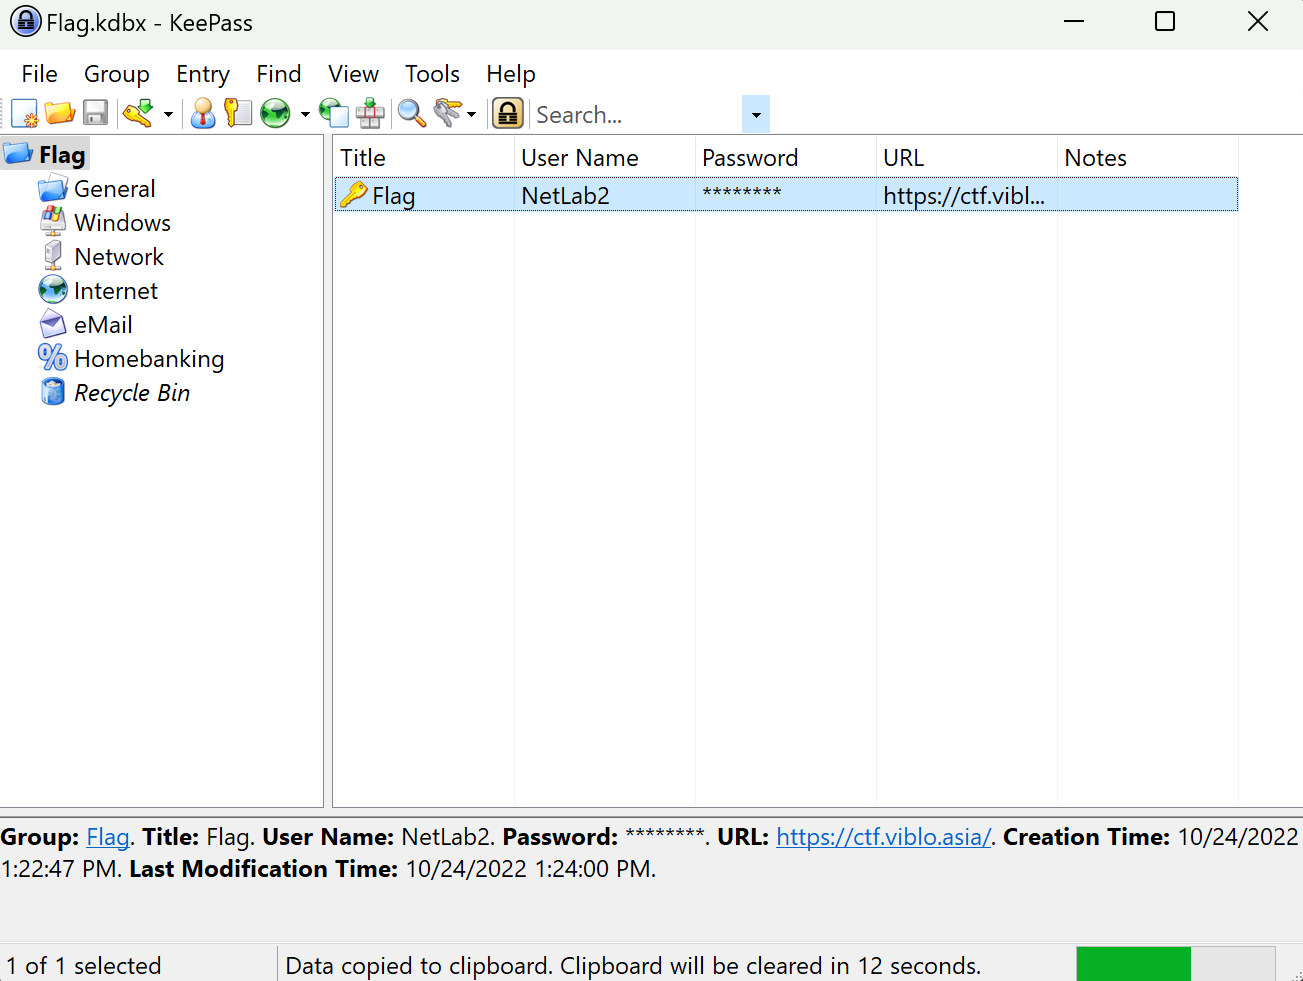 Flag.kdbx - KeePass
File Group Entry Find View Tools Help
Search...
Flag
General
Windows
Network
Internet
eMail
Homebanking
Recycle Bin
Title User Name Password URL Notes
Flag NetLab2 ******** https://ctf.vibl...
Group: Flag. Title: Flag. User Name: NetLab2. Password: ********. URL: https://ctf.viblo.asia/. Creation Time: 10/24/2022
1:22:47 PM. Last Modification Time: 10/24/2022 1:24:00 PM.
1 of 1 selected
Data copied to clipboard. Clipboard will be cleared in 12 seconds.